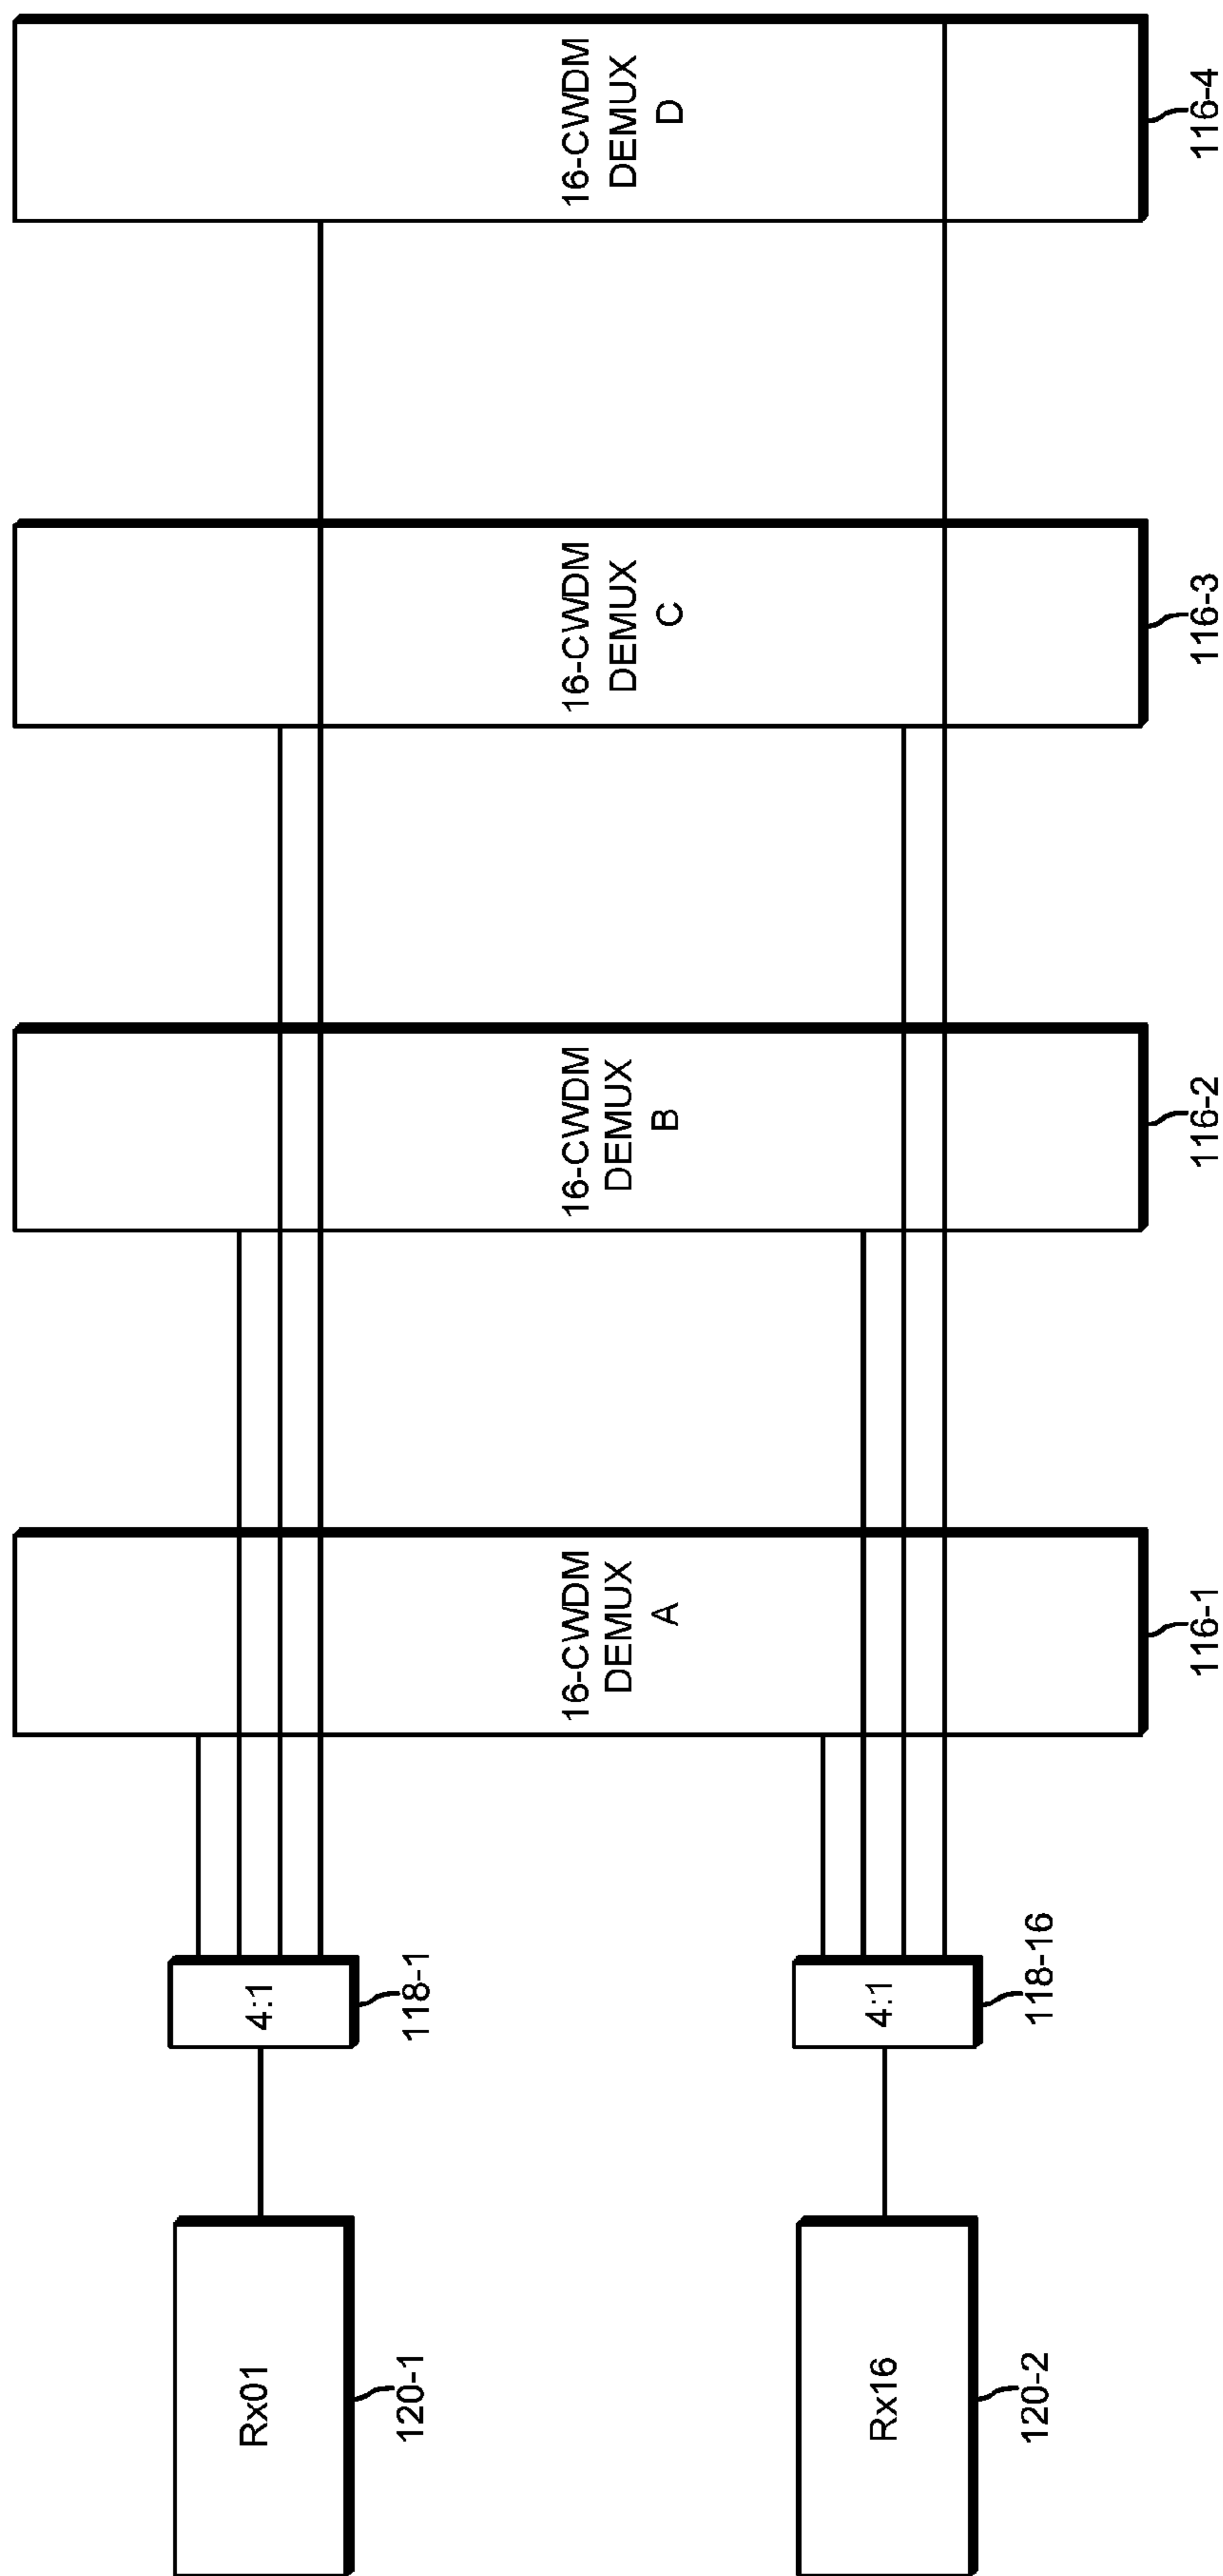 16-CWDM
DEMUX
D
116-4
16-CWDM
DEMUX
C
116-3
16-CWDM
DEMUX
B
116-2
16-CWDM
DEMUX
A
116-1
4:1
118-1
4:1
118-16
Rx01
120-1
Rx16
120-2